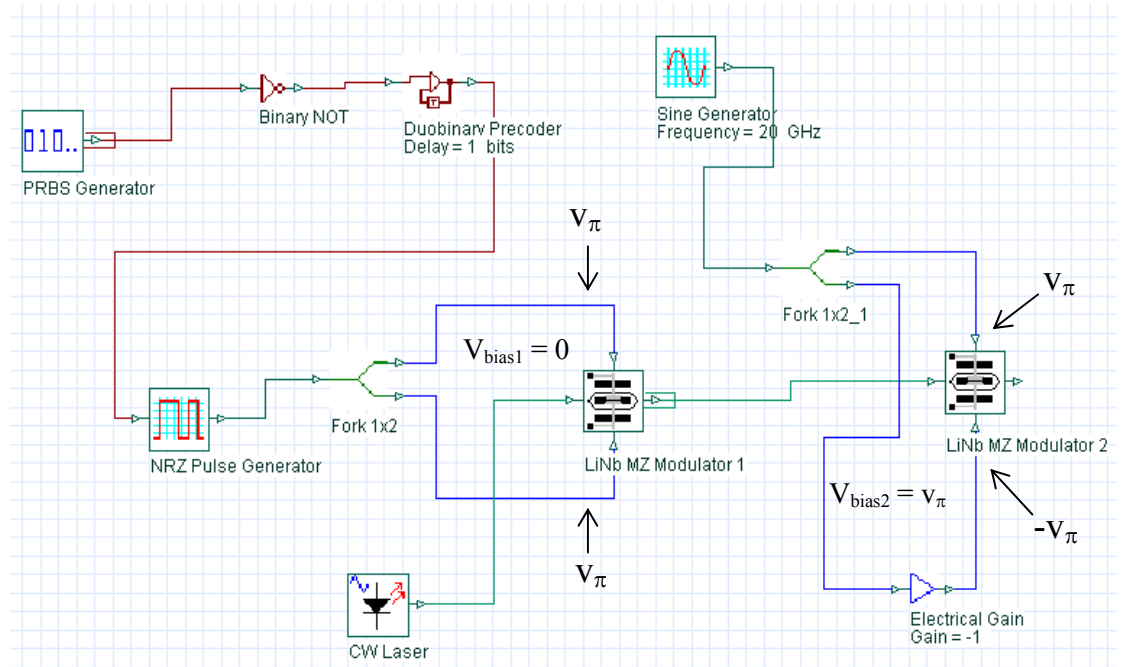 010..
PRBS Generator
Binary NOT
T
Duobinary Precoder
Delay = 1 bits
Sine Generator
Frequency = 20 GHz
Vπ
Fork 1x2_1
Vπ
Vbias1 = 0
Fork 1x2
NRZ Pulse Generator
LiNb MZ Modulator 1
LiNb MZ Modulator 2
Vbias2 = Vπ
-Vπ
Vπ
CW Laser
Electrical Gain
Gain = -1